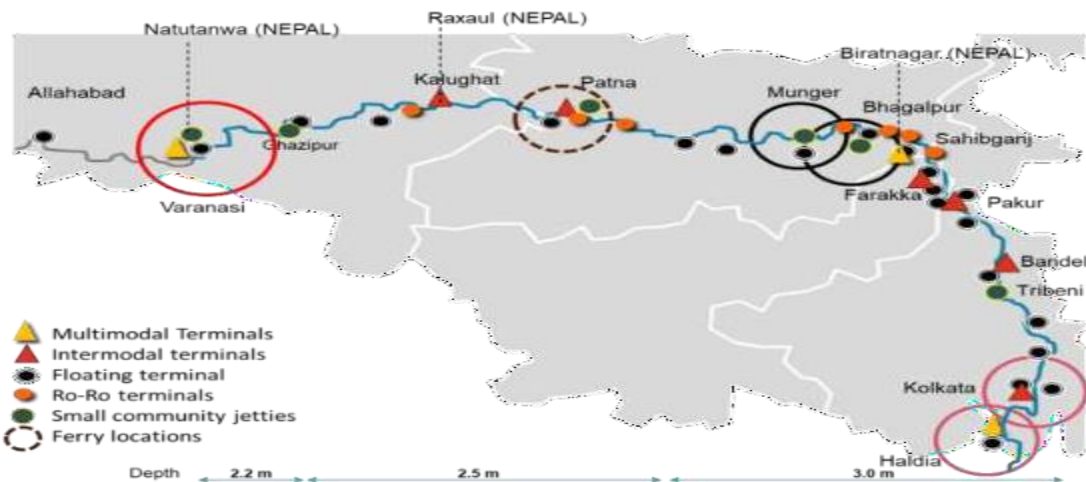 Natutanwa (NEPAL)
Raxaul (NEPAL)
Biratnagar (NEPAL)
Allahabad
Kalughat
Patna
Munger
Bhagalpur
Ghazipur
Sahibganj
Varanasi
Farakka
Pakur
Bandel
Tribeni
Multimodal Terminals
Intermodal terminals
Floating terminal
Ro-Ro terminals
Small community jetties
Ferry locations
Kolkata
Haldia
Depth 2.2 m 2.5 m 3.0 m